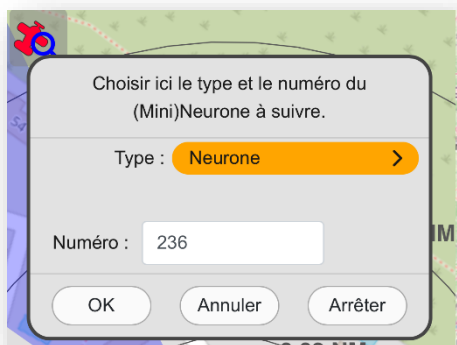 Choisir ici le type et le numéro du
(Mini)Neurone à suivre.
Type : Neurone
Numéro : 236
OK Annuler Arrêter